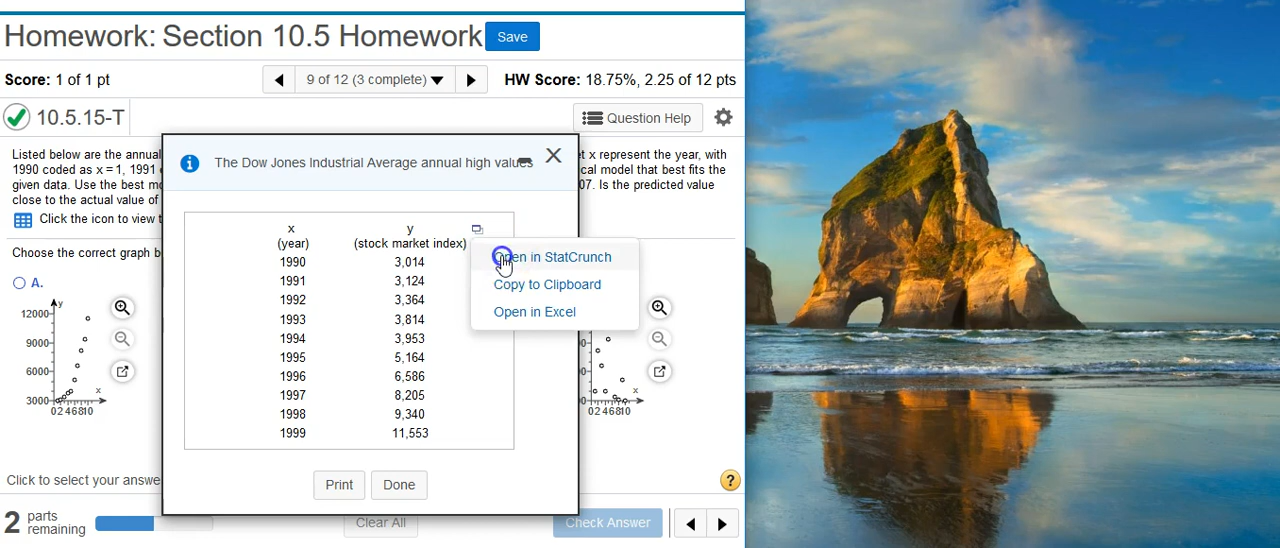 Homework: Section 10.5 Homework Save
Score: 1 of 1 pt
9 of 12 (3 complete)
HW Score: 18.75%, 2.25 of 12 pts
10.5.15-T
Question Help
Listed below are the annual
1990 coded as x = 1, 1991
given data. Use the best
close to the actual value of
x represent the year, with
cal model that best fits the
07. Is the predicted value
Click the icon to view
Choose the correct graph
A.
y
12000
9000
6000
3000
x
0 2 4 6 8 10
The Dow Jones Industrial Average annual high values
x y
(year) (stock market index)
1990 3,014
1991 3,124
1992 3,364
1993 3,814
1994 3,953
1995 5,164
1996 6,586
1997 8,205
1998 9,340
1999 11,553
Open in StatCrunch
Copy to Clipboard
Open in Excel
Print Done
x
0 2 4 6 8 10
Click to select your answe
?
2 parts
remaining
Clear All
Check Answer